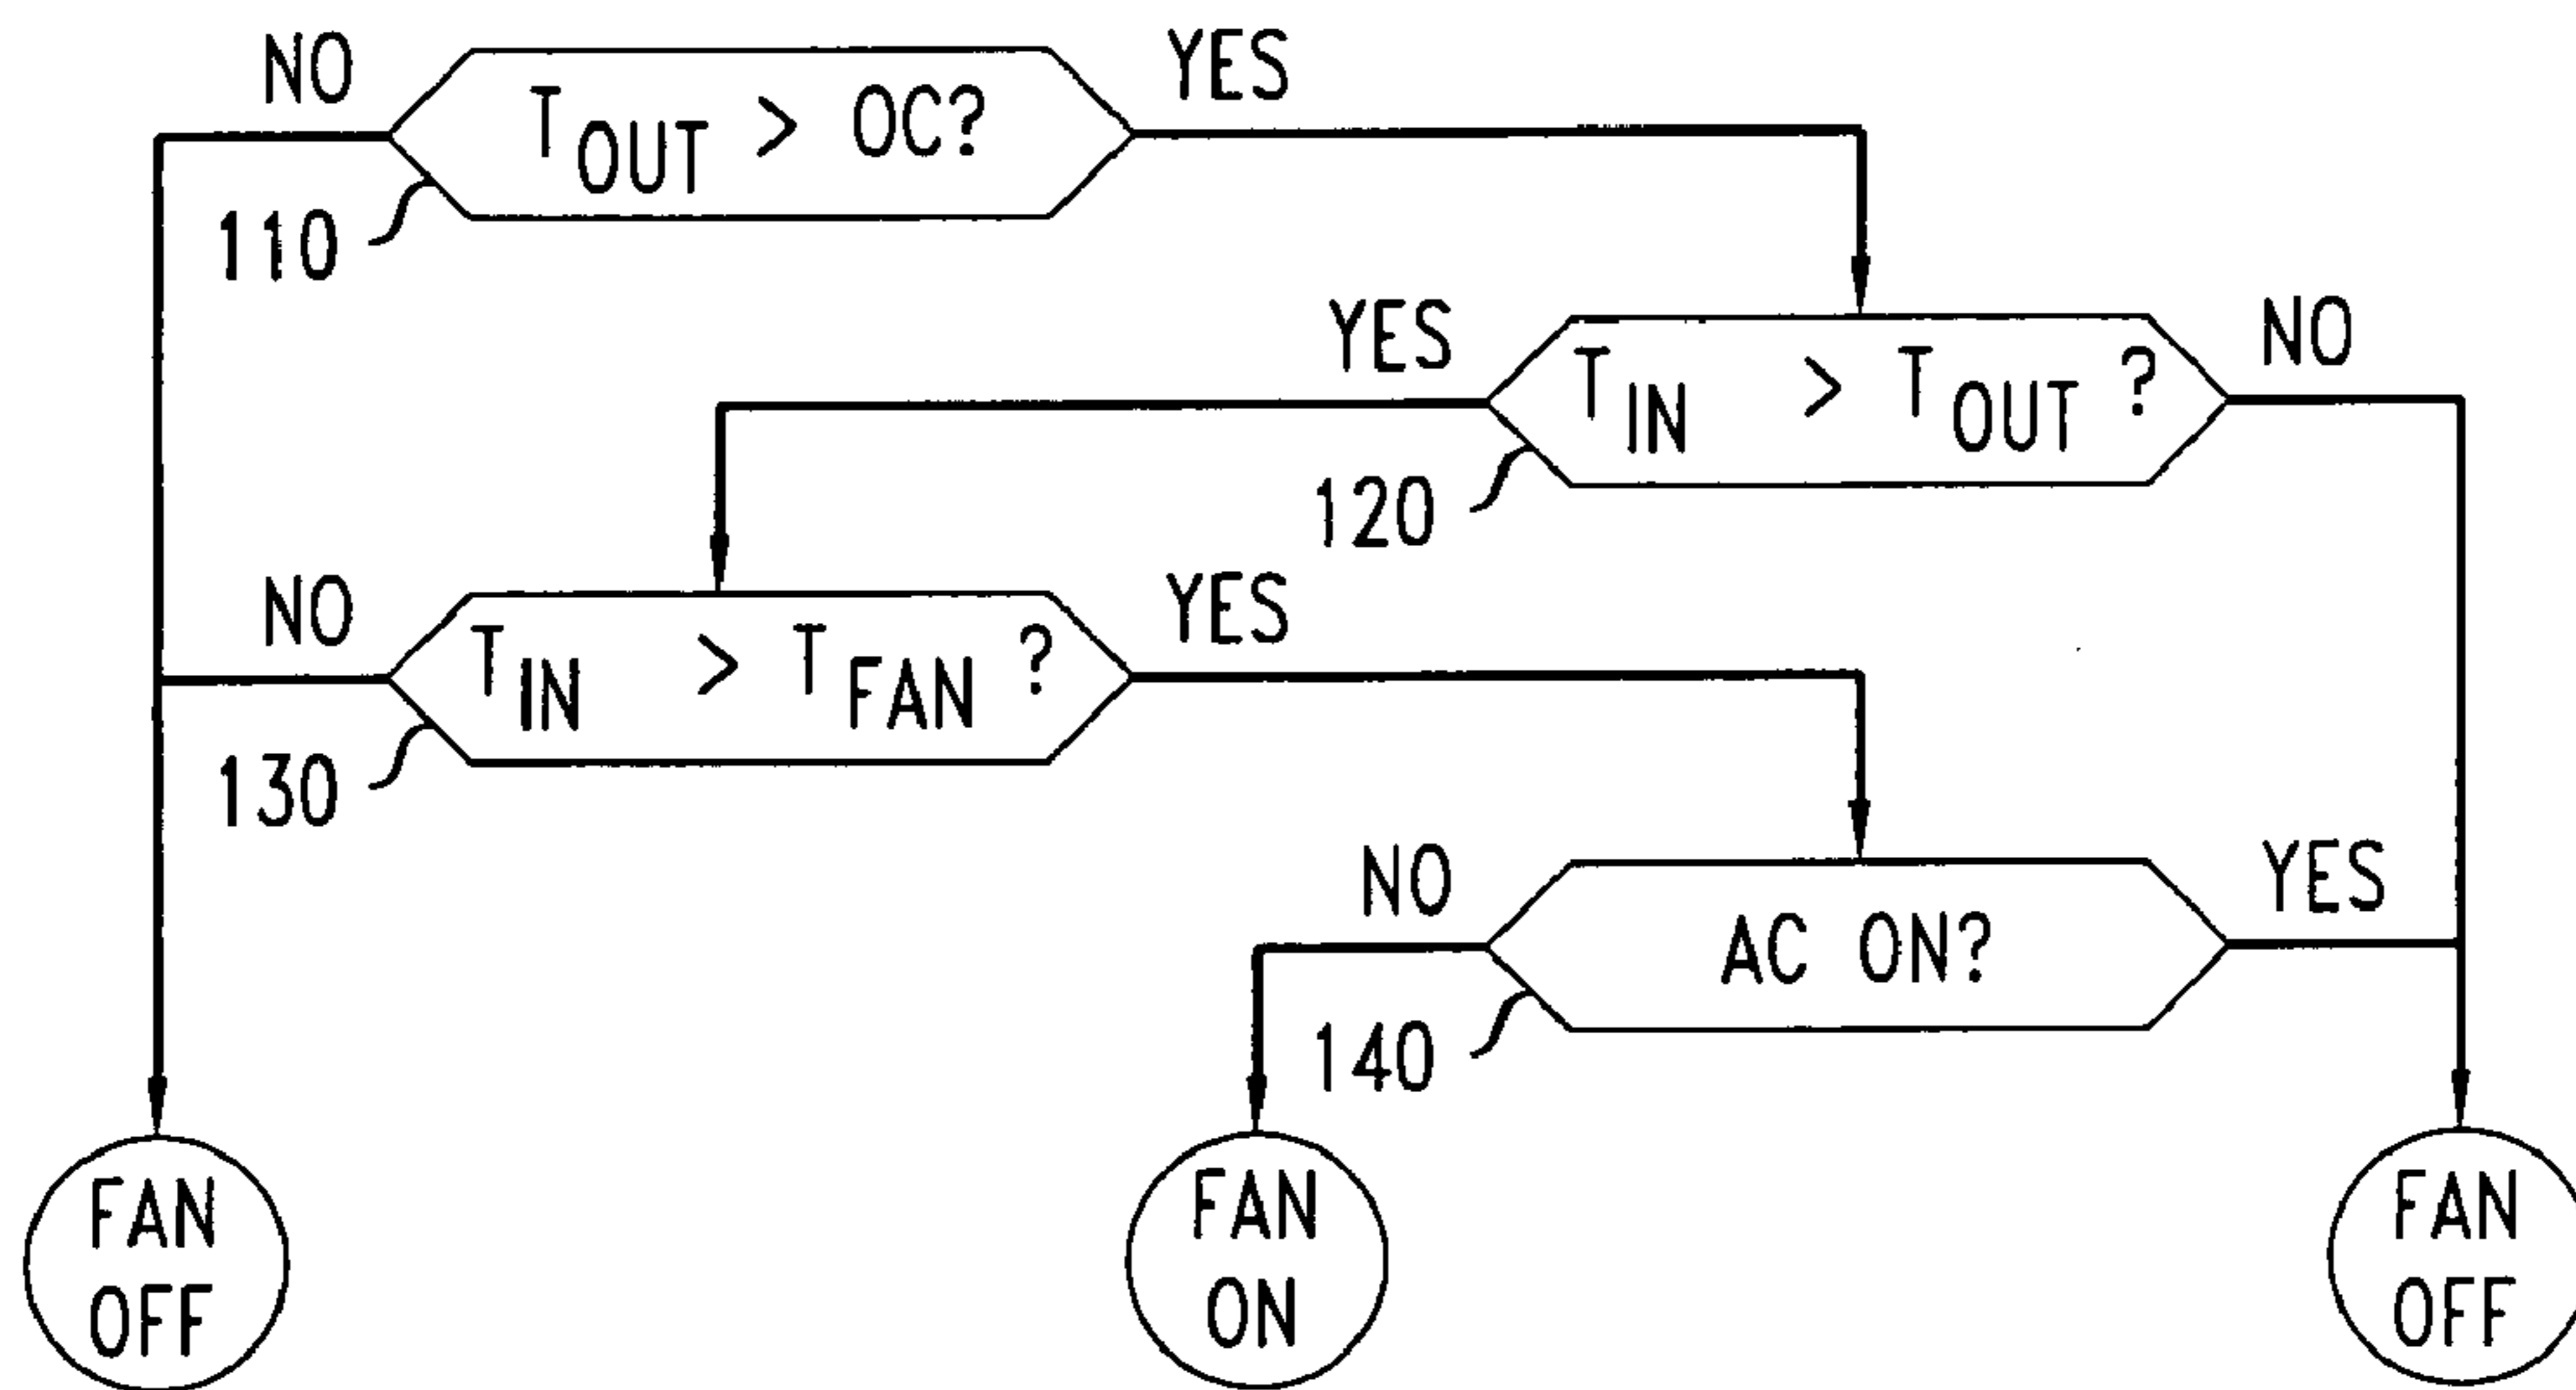 NO
T OUT > OC?
YES
110
YES
T IN > T OUT ?
NO
120
NO
T IN > T FAN ?
YES
130
NO
AC ON?
YES
140
FAN
OFF
FAN
ON
FAN
OFF